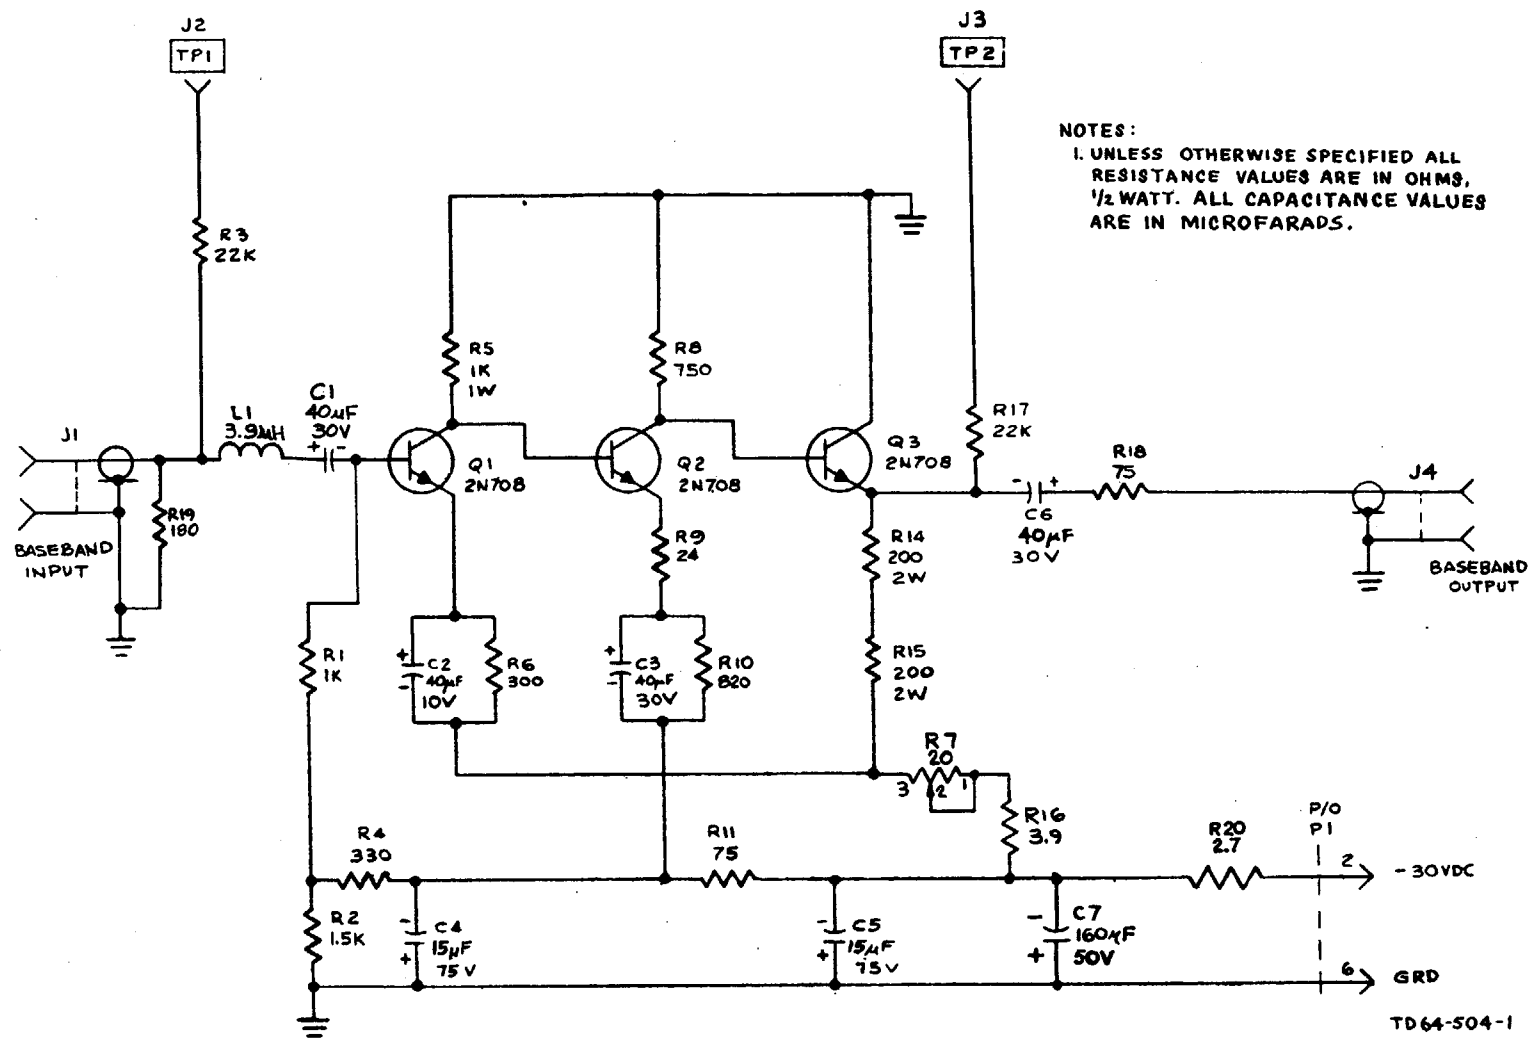 J2
TP1
J3
TP2
NOTES:
1. UNLESS OTHERWISE SPECIFIED ALL
RESISTANCE VALUES ARE IN OHMS,
1/2 WATT. ALL CAPACITANCE VALUES
ARE IN MICROFARADS.
R3
22K
R5
1K
1W
R8
750
C1
40µF
30V
+ -
L1
3.9µH
J1
Q1
2N708
Q2
2N708
Q3
2N708
R17
22K
R18
75
J4
- +
C6
40µF
30V
R19
180
BASEBAND
INPUT
R9
24
R14
200
2W
BASEBAND
OUTPUT
R1
1K
+
C2
40µF
10V
-
R6
300
+
C3
40µF
30V
-
R10
820
R15
200
2W
R7
20
3 2 1
R16
3.9
R4
330
R11
75
R20
2.7
P/O
P1
2
-30VDC
R2
1.5K
-
C4
15µF
75V
+
-
C5
15µF
75V
+
-
C7
160µF
50V
+
6
GRD
TD64-504-1